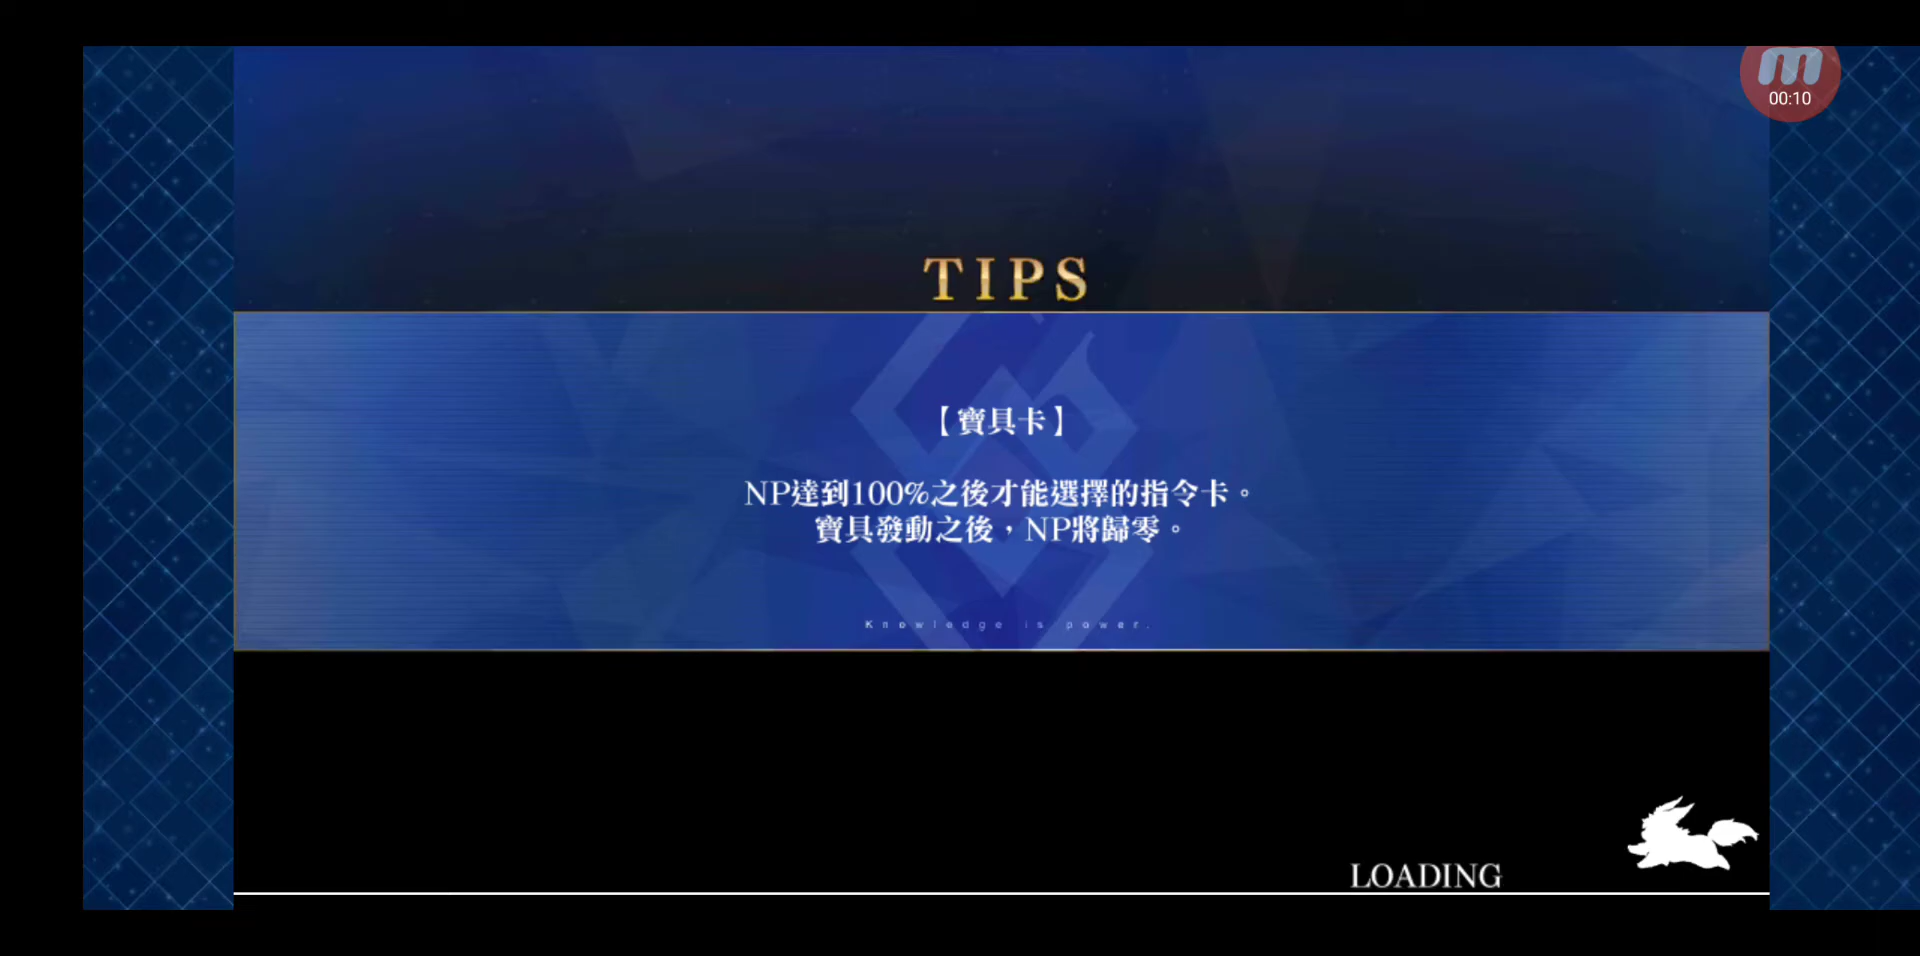 00:10
TIPS
【寶具卡】
NP達到100%之後才能選擇的指令卡。
寶具發動之後，NP將歸零。
Knowledge is power.
LOADING